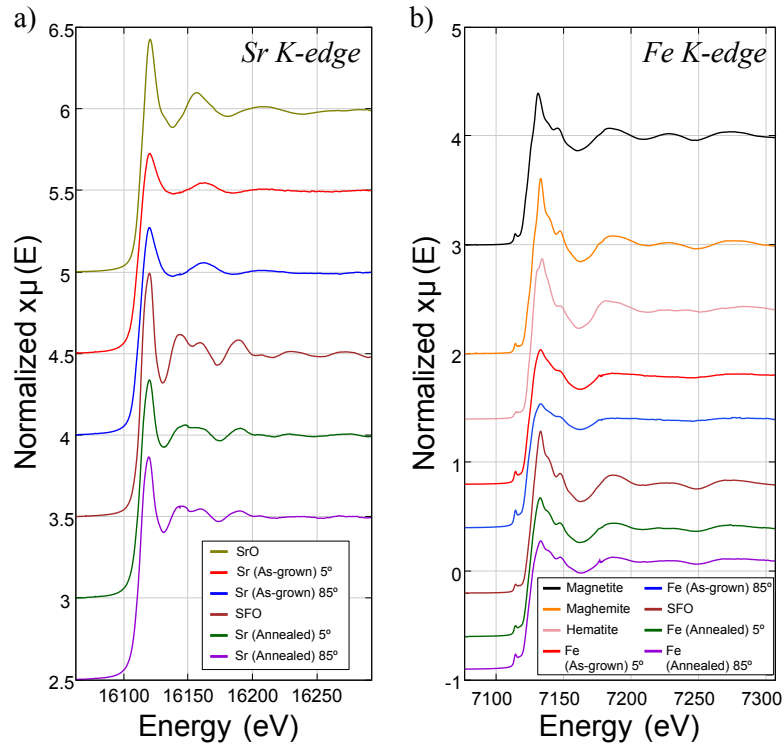 a)
Sr K-edge
Normalized xμ (E)
6.5
6
5.5
5
4.5
4
3.5
3
2.5
16100 16150 16200 16250
Energy (eV)
SrO
Sr (As-grown) 5º
Sr (As-grown) 85º
SFO
Sr (Annealed) 5º
Sr (Annealed) 85º
b)
Fe K-edge
Normalized xμ (E)
5
4
3
2
1
0
-1
7100 7150 7200 7250 7300
Energy (eV)
Magnetite
Maghemite
Hematite
Fe
(As-grown) 5º
Fe (As-grown) 85º
SFO
Fe (Annealed) 5º
Fe
(Annealed) 85º